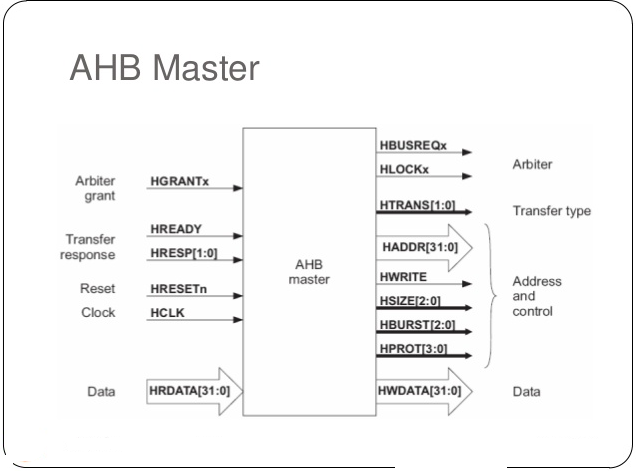 AHB Master
Arbiter
grant
HGRANTx
Transfer
response
HREADY
HRESP[1:0]
Reset
HRESETn
Clock
HCLK
Data
HRDATA[31:0]
AHB
master
HBUSREQx
HLOCKx
Arbiter
HTRANS[1:0]
Transfer type
HADDR[31:0]
HWRITE
HSIZE[2:0]
HBURST[2:0]
HPROT[3:0]
Address
and
control
HWDATA[31:0]
Data